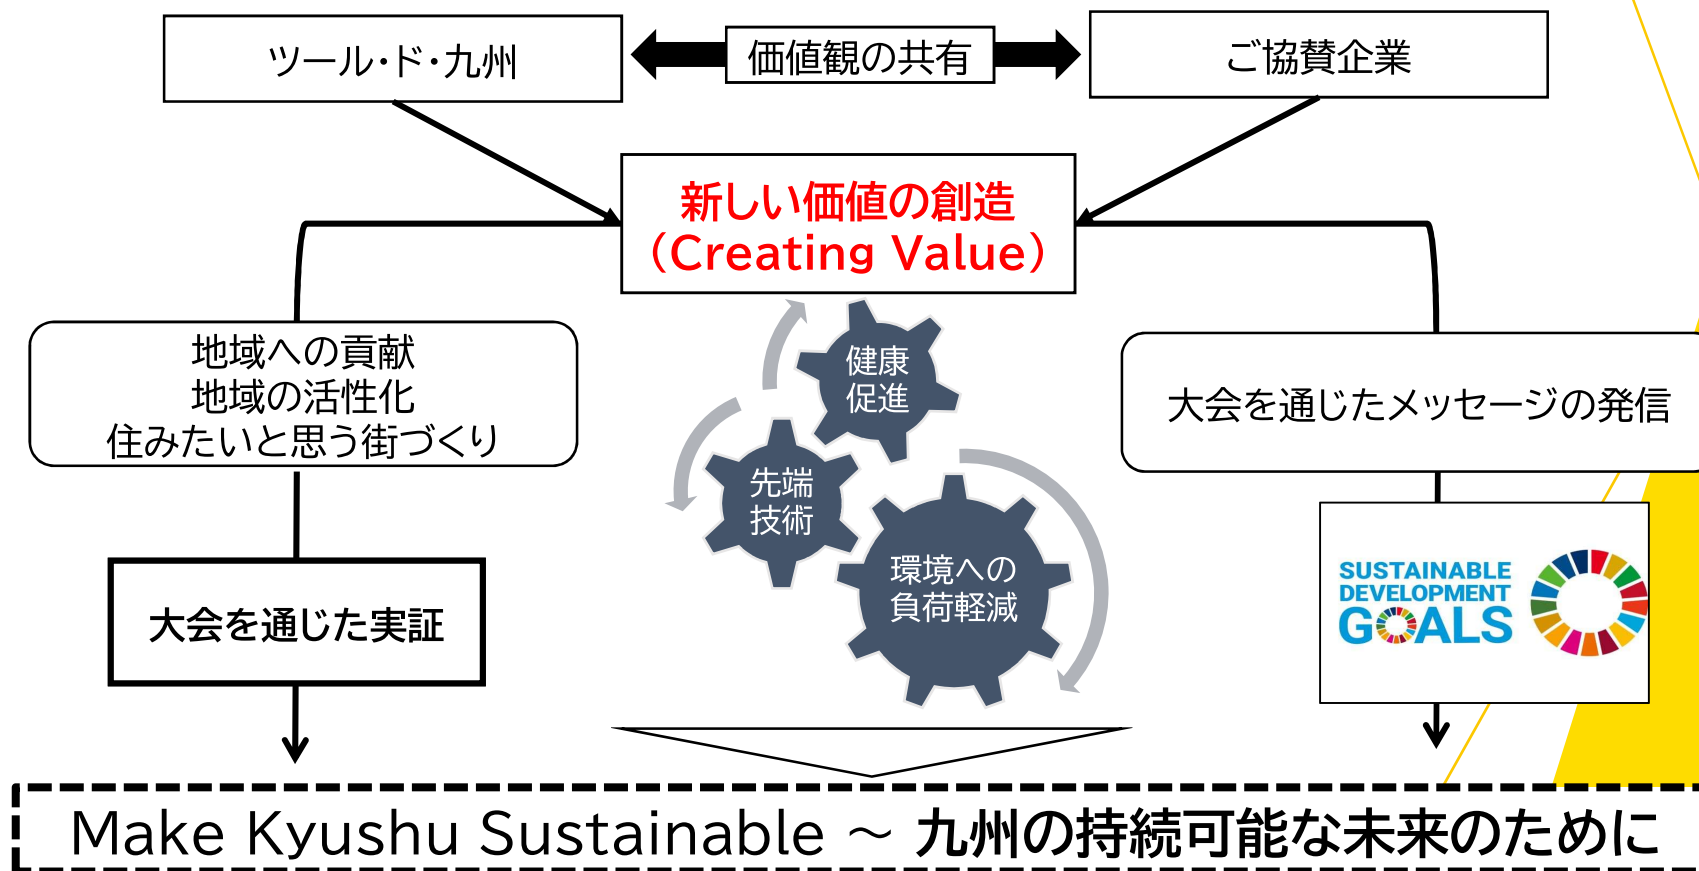 ツール・ド・九州
価値観の共有
ご協賛企業
新しい価値の創造
（Creating Value）
地域への貢献
地域の活性化
住みたいと思う街づくり
健康
促進
先端
技術
環境への
負荷軽減
大会を通じたメッセージの発信
大会を通じた実証
SUSTAINABLE
DEVELOPMENT
GOALS
Make Kyushu Sustainable ～ 九州の持続可能な未来のために